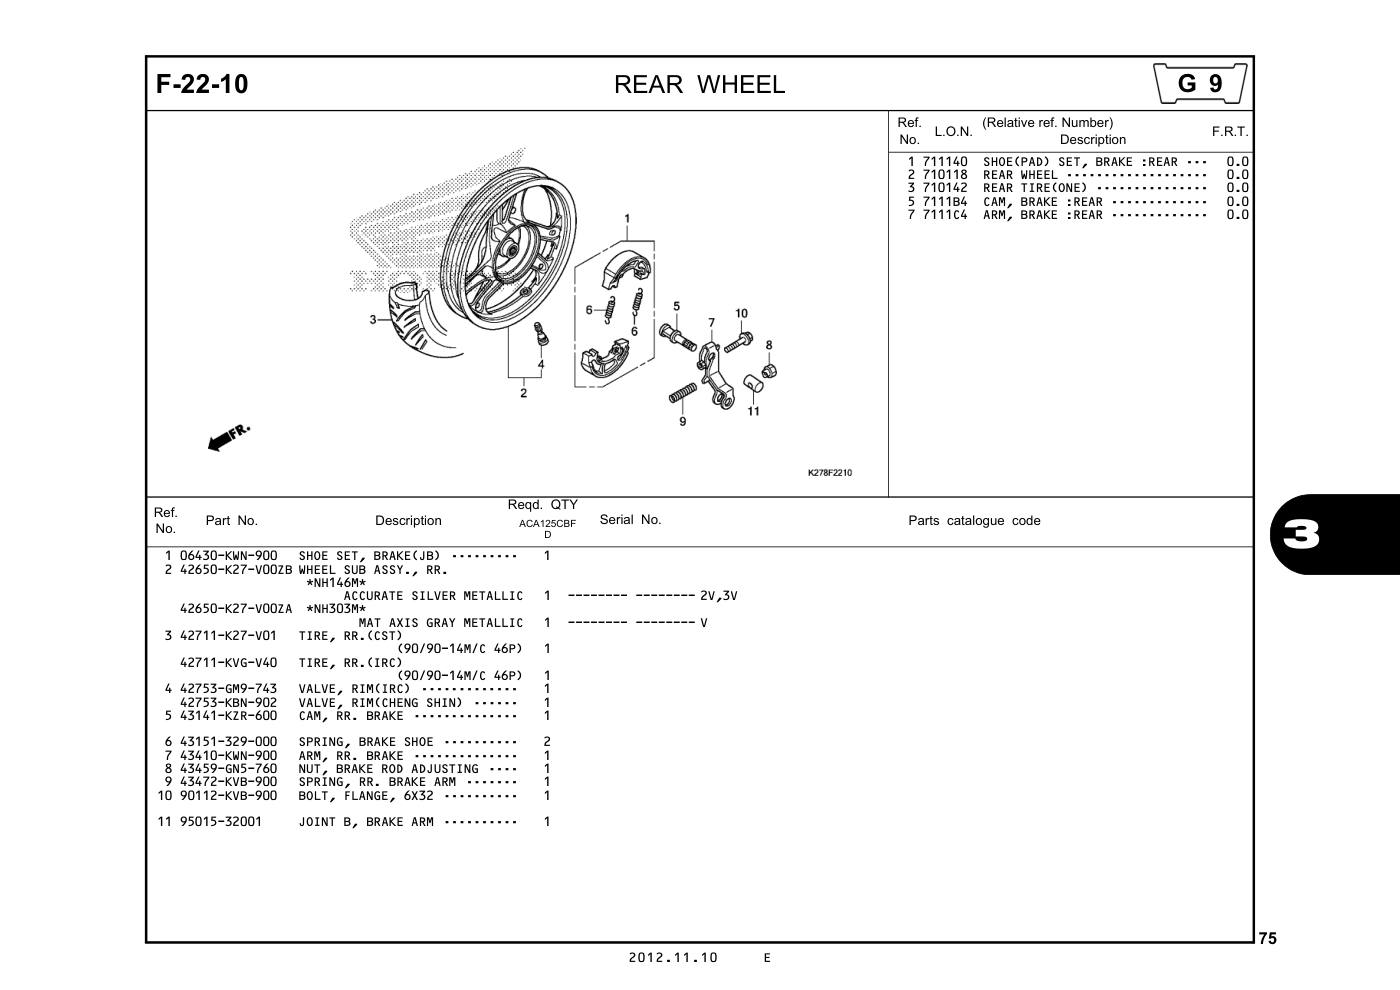 F-22-10 REAR WHEEL G 9
Ref. No. L.O.N. (Relative ref. Number) Description F.R.T.
1 711140 SHOE(PAD) SET, BRAKE :REAR --- 0.0
2 710118 REAR WHEEL ------------------- 0.0
3 710142 REAR TIRE(ONE) --------------- 0.0
5 7111B4 CAM, BRAKE :REAR ------------- 0.0
7 7111C4 ARM, BRAKE :REAR ------------- 0.0
1
6
6
5
7
10
8
3
4
2
11
9
FR.
K278F2210
Ref. No. Part No. Description Reqd. QTY ACA125CBF D Serial No. Parts catalogue code
1 06430-KWN-900 SHOE SET, BRAKE(JB) --------- 1
2 42650-K27-V00ZB WHEEL SUB ASSY., RR.
*NH146M*
ACCURATE SILVER METALLIC 1 -------- -------- 2V,3V
42650-K27-V00ZA *NH303M*
MAT AXIS GRAY METALLIC 1 -------- -------- V
3 42711-K27-V01 TIRE, RR.(CST)
(90/90-14M/C 46P) 1
42711-KVG-V40 TIRE, RR.(IRC)
(90/90-14M/C 46P) 1
4 42753-GM9-743 VALVE, RIM(IRC) ------------- 1
42753-KBN-902 VALVE, RIM(CHENG SHIN) ------ 1
5 43141-KZR-600 CAM, RR. BRAKE -------------- 1
6 43151-329-000 SPRING, BRAKE SHOE ---------- 2
7 43410-KWN-900 ARM, RR. BRAKE -------------- 1
8 43459-GN5-760 NUT, BRAKE ROD ADJUSTING ---- 1
9 43472-KVB-900 SPRING, RR. BRAKE ARM ------- 1
10 90112-KVB-900 BOLT, FLANGE, 6X32 ---------- 1
11 95015-32001 JOINT B, BRAKE ARM ---------- 1
3
75
2012.11.10 E